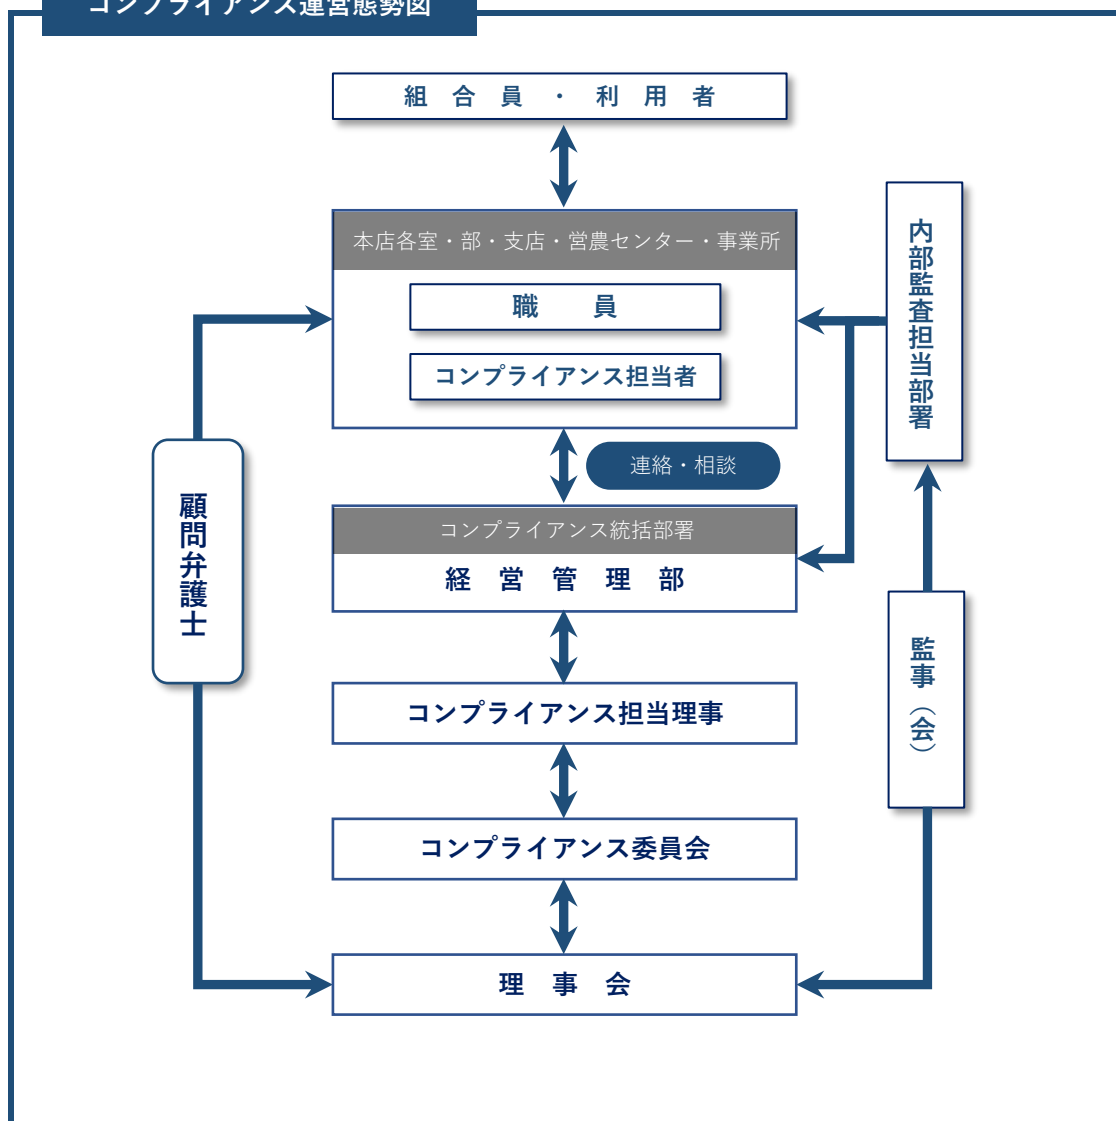 コンプライアンス運営態勢図
組合員・利用者
本店各室・部・支店・営農センター・事業所
職員
コンプライアンス担当者
連絡・相談
コンプライアンス統括部署
経営管理部
コンプライアンス担当理事
コンプライアンス委員会
理事会
顧問弁護士
内部監査担当部署
監事（会）